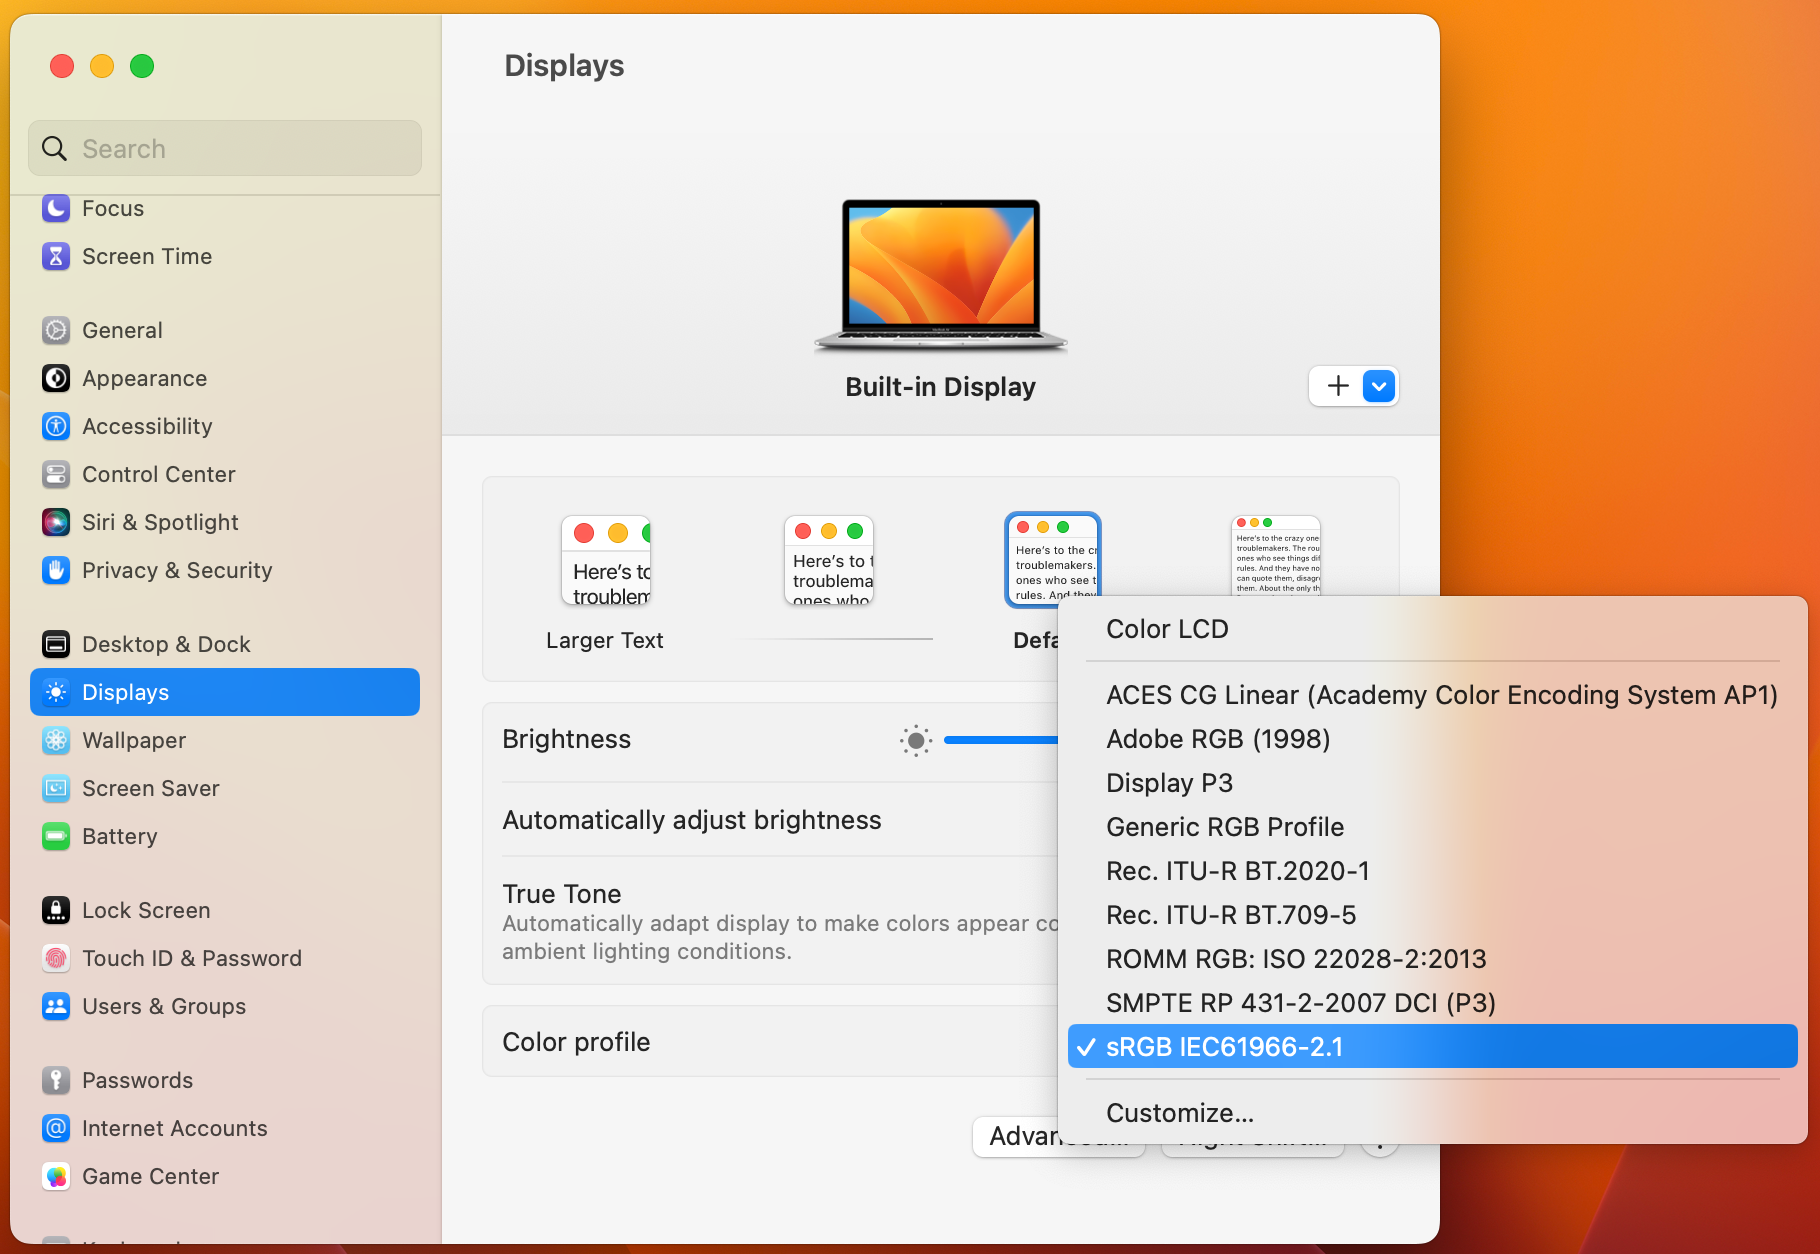 Displays
Search
Focus
Screen Time
General
Appearance
Accessibility
Control Center
Siri & Spotlight
Privacy & Security
Desktop & Dock
Displays
Wallpaper
Screen Saver
Battery
Lock Screen
Touch ID & Password
Users & Groups
Passwords
Internet Accounts
Game Center
Built-in Display
Here's to
troublem
Here's to t
troublema
ones who
Here's to the cr
troublemakers.
ones who see t
rules. And they
Here's to the crazy one
troublemakers. The rou
ones who see things dif
rules. And they have no
can quote them, disagr
them. About the only th
Larger Text
Defa
Brightness
Automatically adjust brightness
True Tone
Automatically adapt display to make colors appear co
ambient lighting conditions.
Color profile
Advan
Color LCD
ACES CG Linear (Academy Color Encoding System AP1)
Adobe RGB (1998)
Display P3
Generic RGB Profile
Rec. ITU-R BT.2020-1
Rec. ITU-R BT.709-5
ROMM RGB: ISO 22028-2:2013
SMPTE RP 431-2-2007 DCI (P3)
sRGB IEC61966-2.1
Customize...